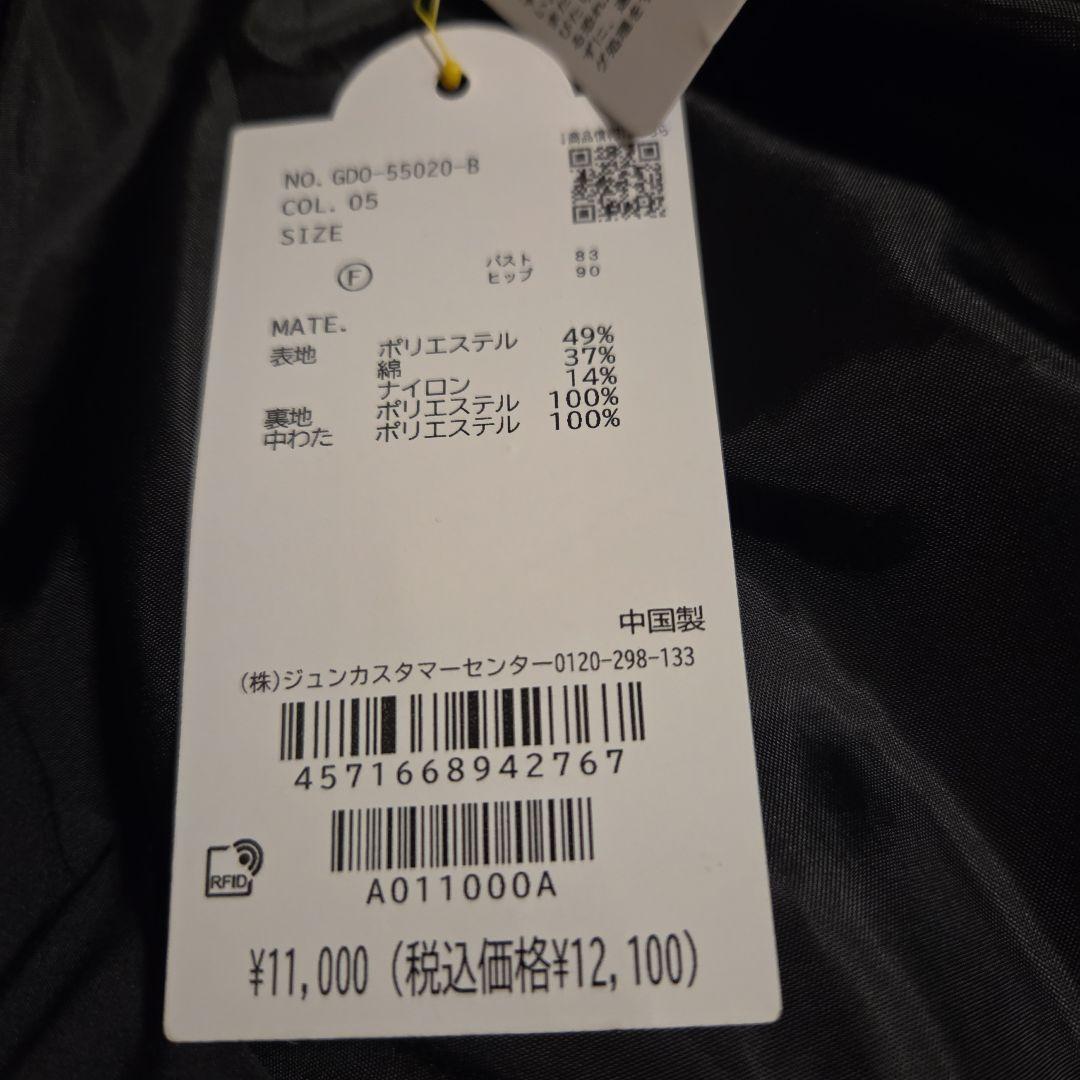 NO. GDO-55020-B
COL. 05
SIZE
F
バスト 83
ヒップ 90
MATE.
表地 ポリエステル 49%
綿 37%
ナイロン 14%
裏地 ポリエステル 100%
中わた ポリエステル 100%
中国製
(株)ジュンカスタマーセンター0120-298-133
4571668942767
A011000A
RFID
¥11,000 (税込価格¥12,100)